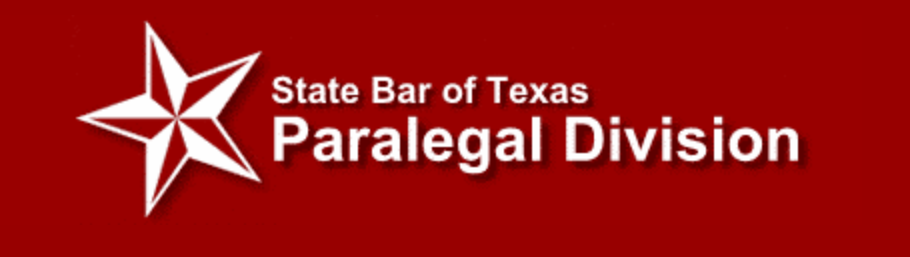 State Bar of Texas
Paralegal Division